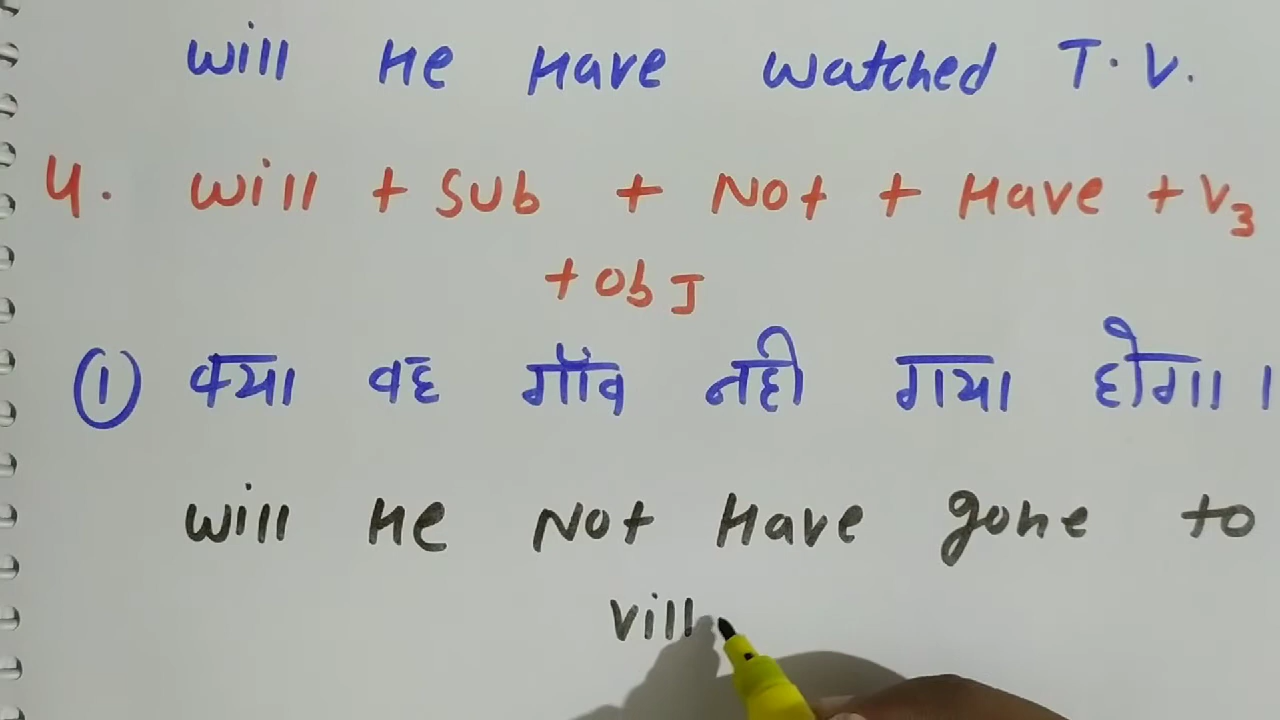 will He Have watched T.V.
4. will + Sub + Not + Have + V3
+ obJ
① क्या वह गाँव नही गया होगा।
will He Not Have gone to
vill